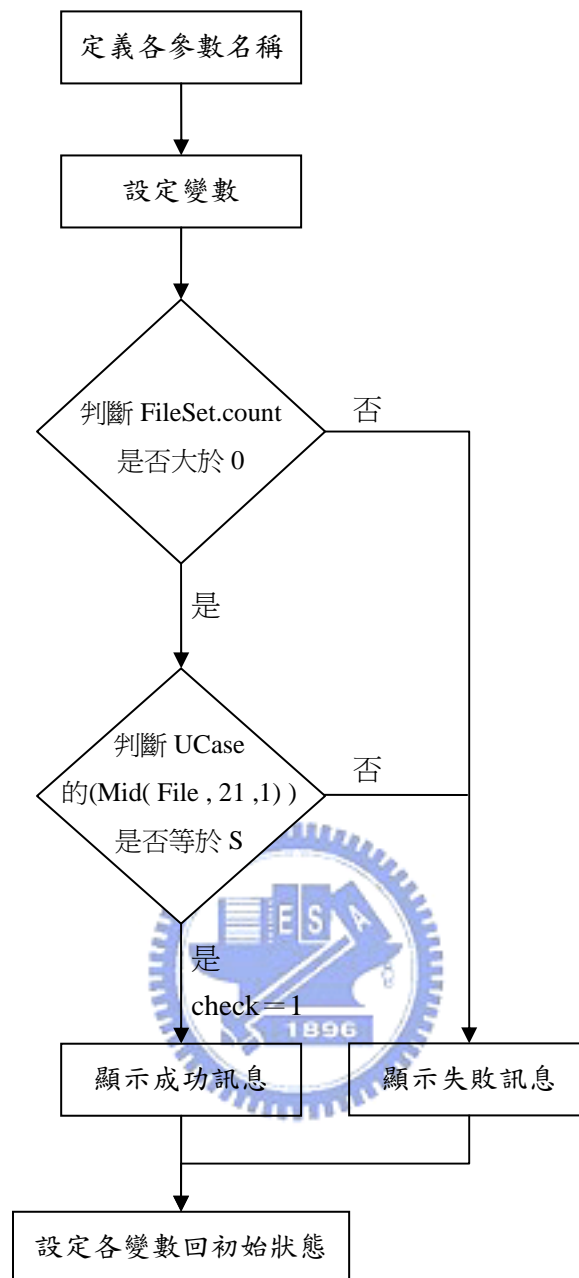 定義各參數名稱
設定變數
判斷 FileSet.count
是否大於 0
否
是
判斷 UCase
的(Mid( File , 21 ,1) )
是否等於 S
否
是
check＝1
E S A
1896
顯示成功訊息
顯示失敗訊息
設定各變數回初始狀態